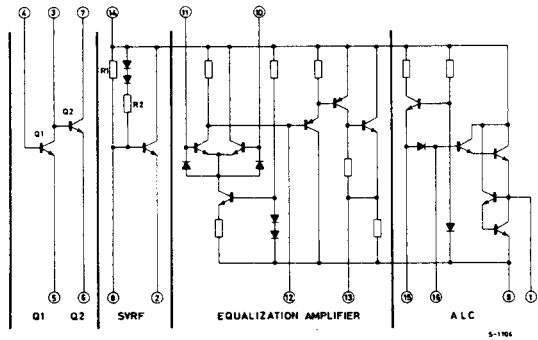 4 3 7 14 11 10
R1
R2
Q2
Q1
5 6 8 2 12 13 15 16 9 1
Q1 Q2 SVRF EQUALIZATION AMPLIFIER ALC
S-1706